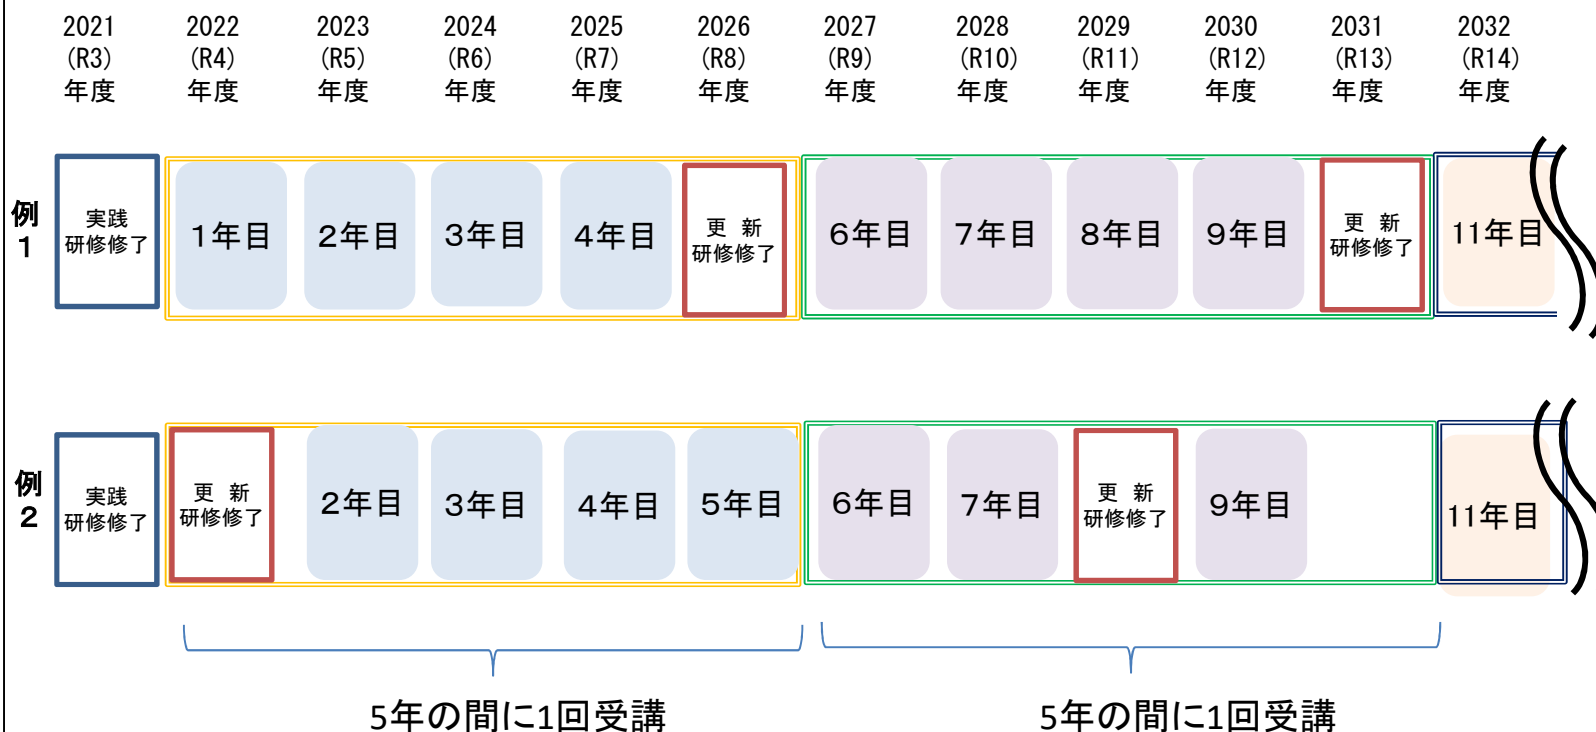 2021 2022 2023 2024 2025 2026 2027 2028 2029 2030 2031 2032
(R3) (R4) (R5) (R6) (R7) (R8) (R9) (R10) (R11) (R12) (R13) (R14)
年度 年度 年度 年度 年度 年度 年度 年度 年度 年度 年度 年度
例
1
実践
研修修了
1年目
2年目
3年目
4年目
更 新
研修修了
6年目
7年目
8年目
9年目
更 新
研修修了
11年目
例
2
実践
研修修了
更 新
研修修了
2年目
3年目
4年目
5年目
6年目
7年目
更 新
研修修了
9年目
11年目
5年の間に1回受講
5年の間に1回受講